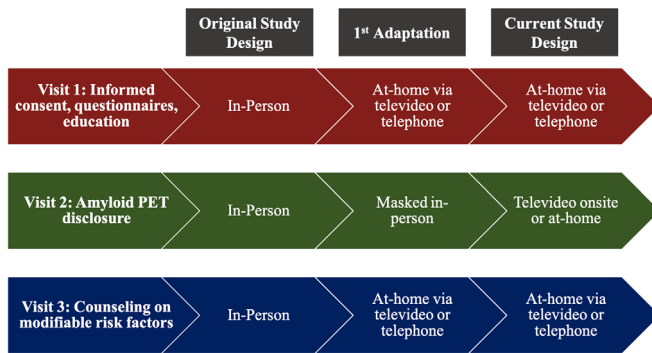 Original Study
Design
1st Adaptation
Current Study
Design
Visit 1: Informed
consent, questionnaires,
education
In-Person
At-home via
televideo or
telephone
At-home via
televideo or
telephone
Visit 2: Amyloid PET
disclosure
In-Person
Masked in-
person
Televideo onsite
or at-home
Visit 3: Counseling on
modifiable risk factors
In-Person
At-home via
televideo or
telephone
At-home via
televideo or
telephone